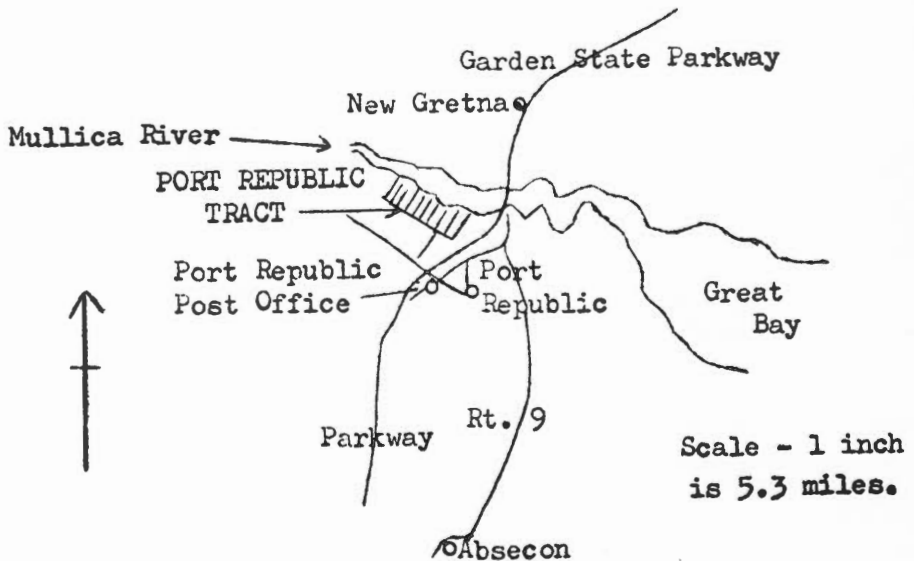 Garden State Parkway
New Gretna
Mullica River
PORT REPUBLIC
TRACT
Port Republic
Post Office
Port
Republic
Great
Bay
Rt. 9
Parkway
Scale - 1 inch
is 5.3 miles.
Absecon